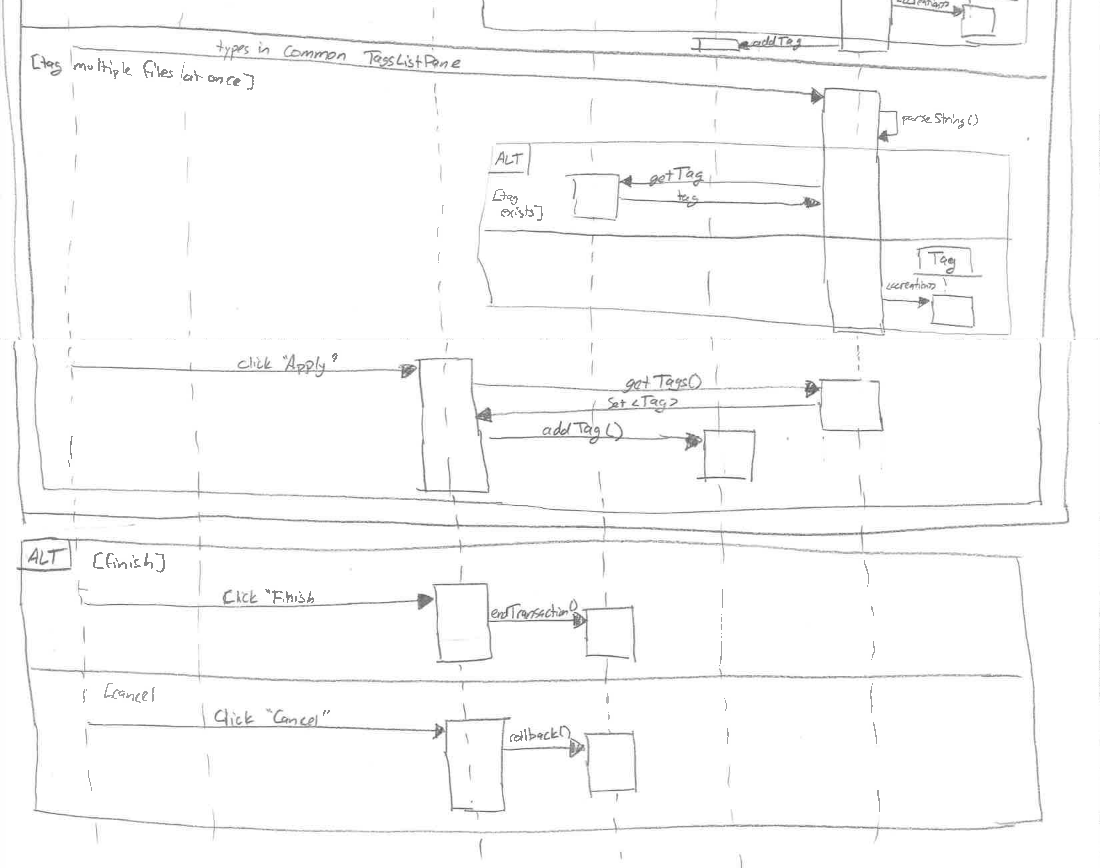 addTag
types in common TagsListPane
[tag multiple files at once]
parseString()
ALT
getTag
[tag
exists]
tag
Tag
click "Apply"
getTags()
Set<Tag>
addTag()
ALT
[finish]
Click "Finish
endTransaction()
[cancel
Click "Cancel"
rollback()